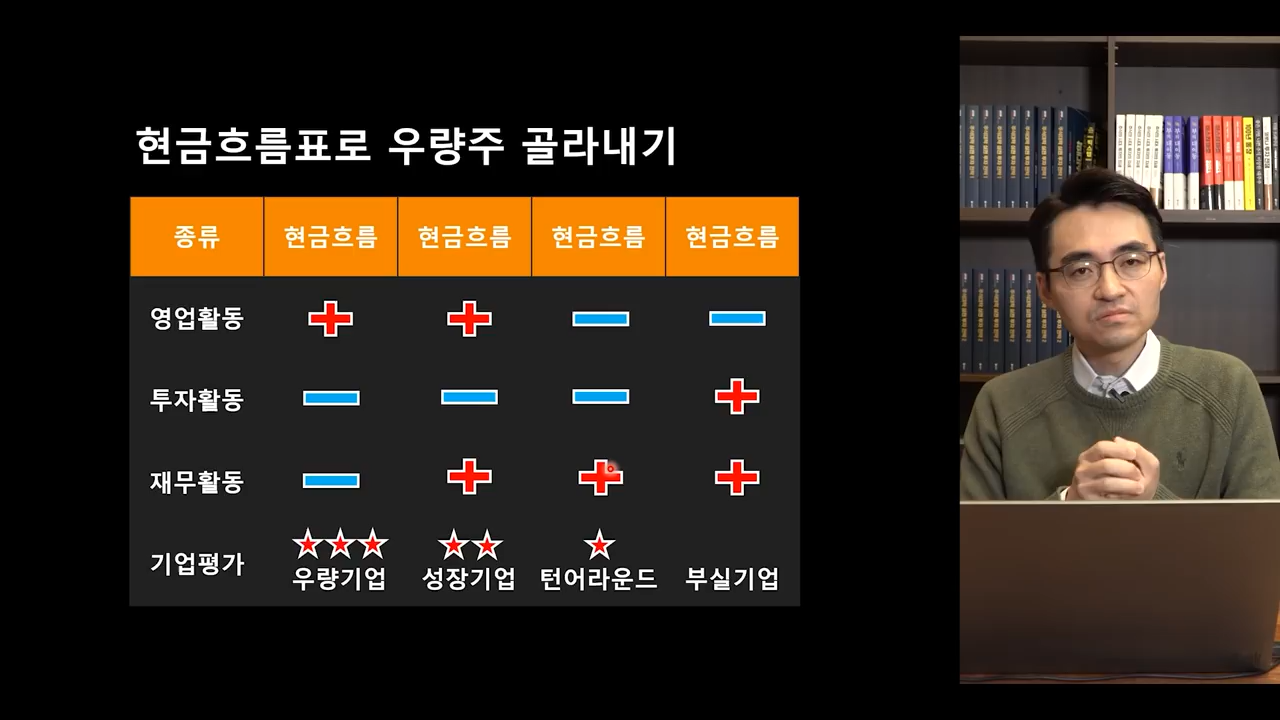 현금흐름표로 우량주 골라내기
종류 현금흐름 현금흐름 현금흐름 현금흐름
영업활동 + + - -
투자활동 - - - +
재무활동 - + + +
기업평가 ★★★ ★★ ★
우량기업 성장기업 턴어라운드 부실기업